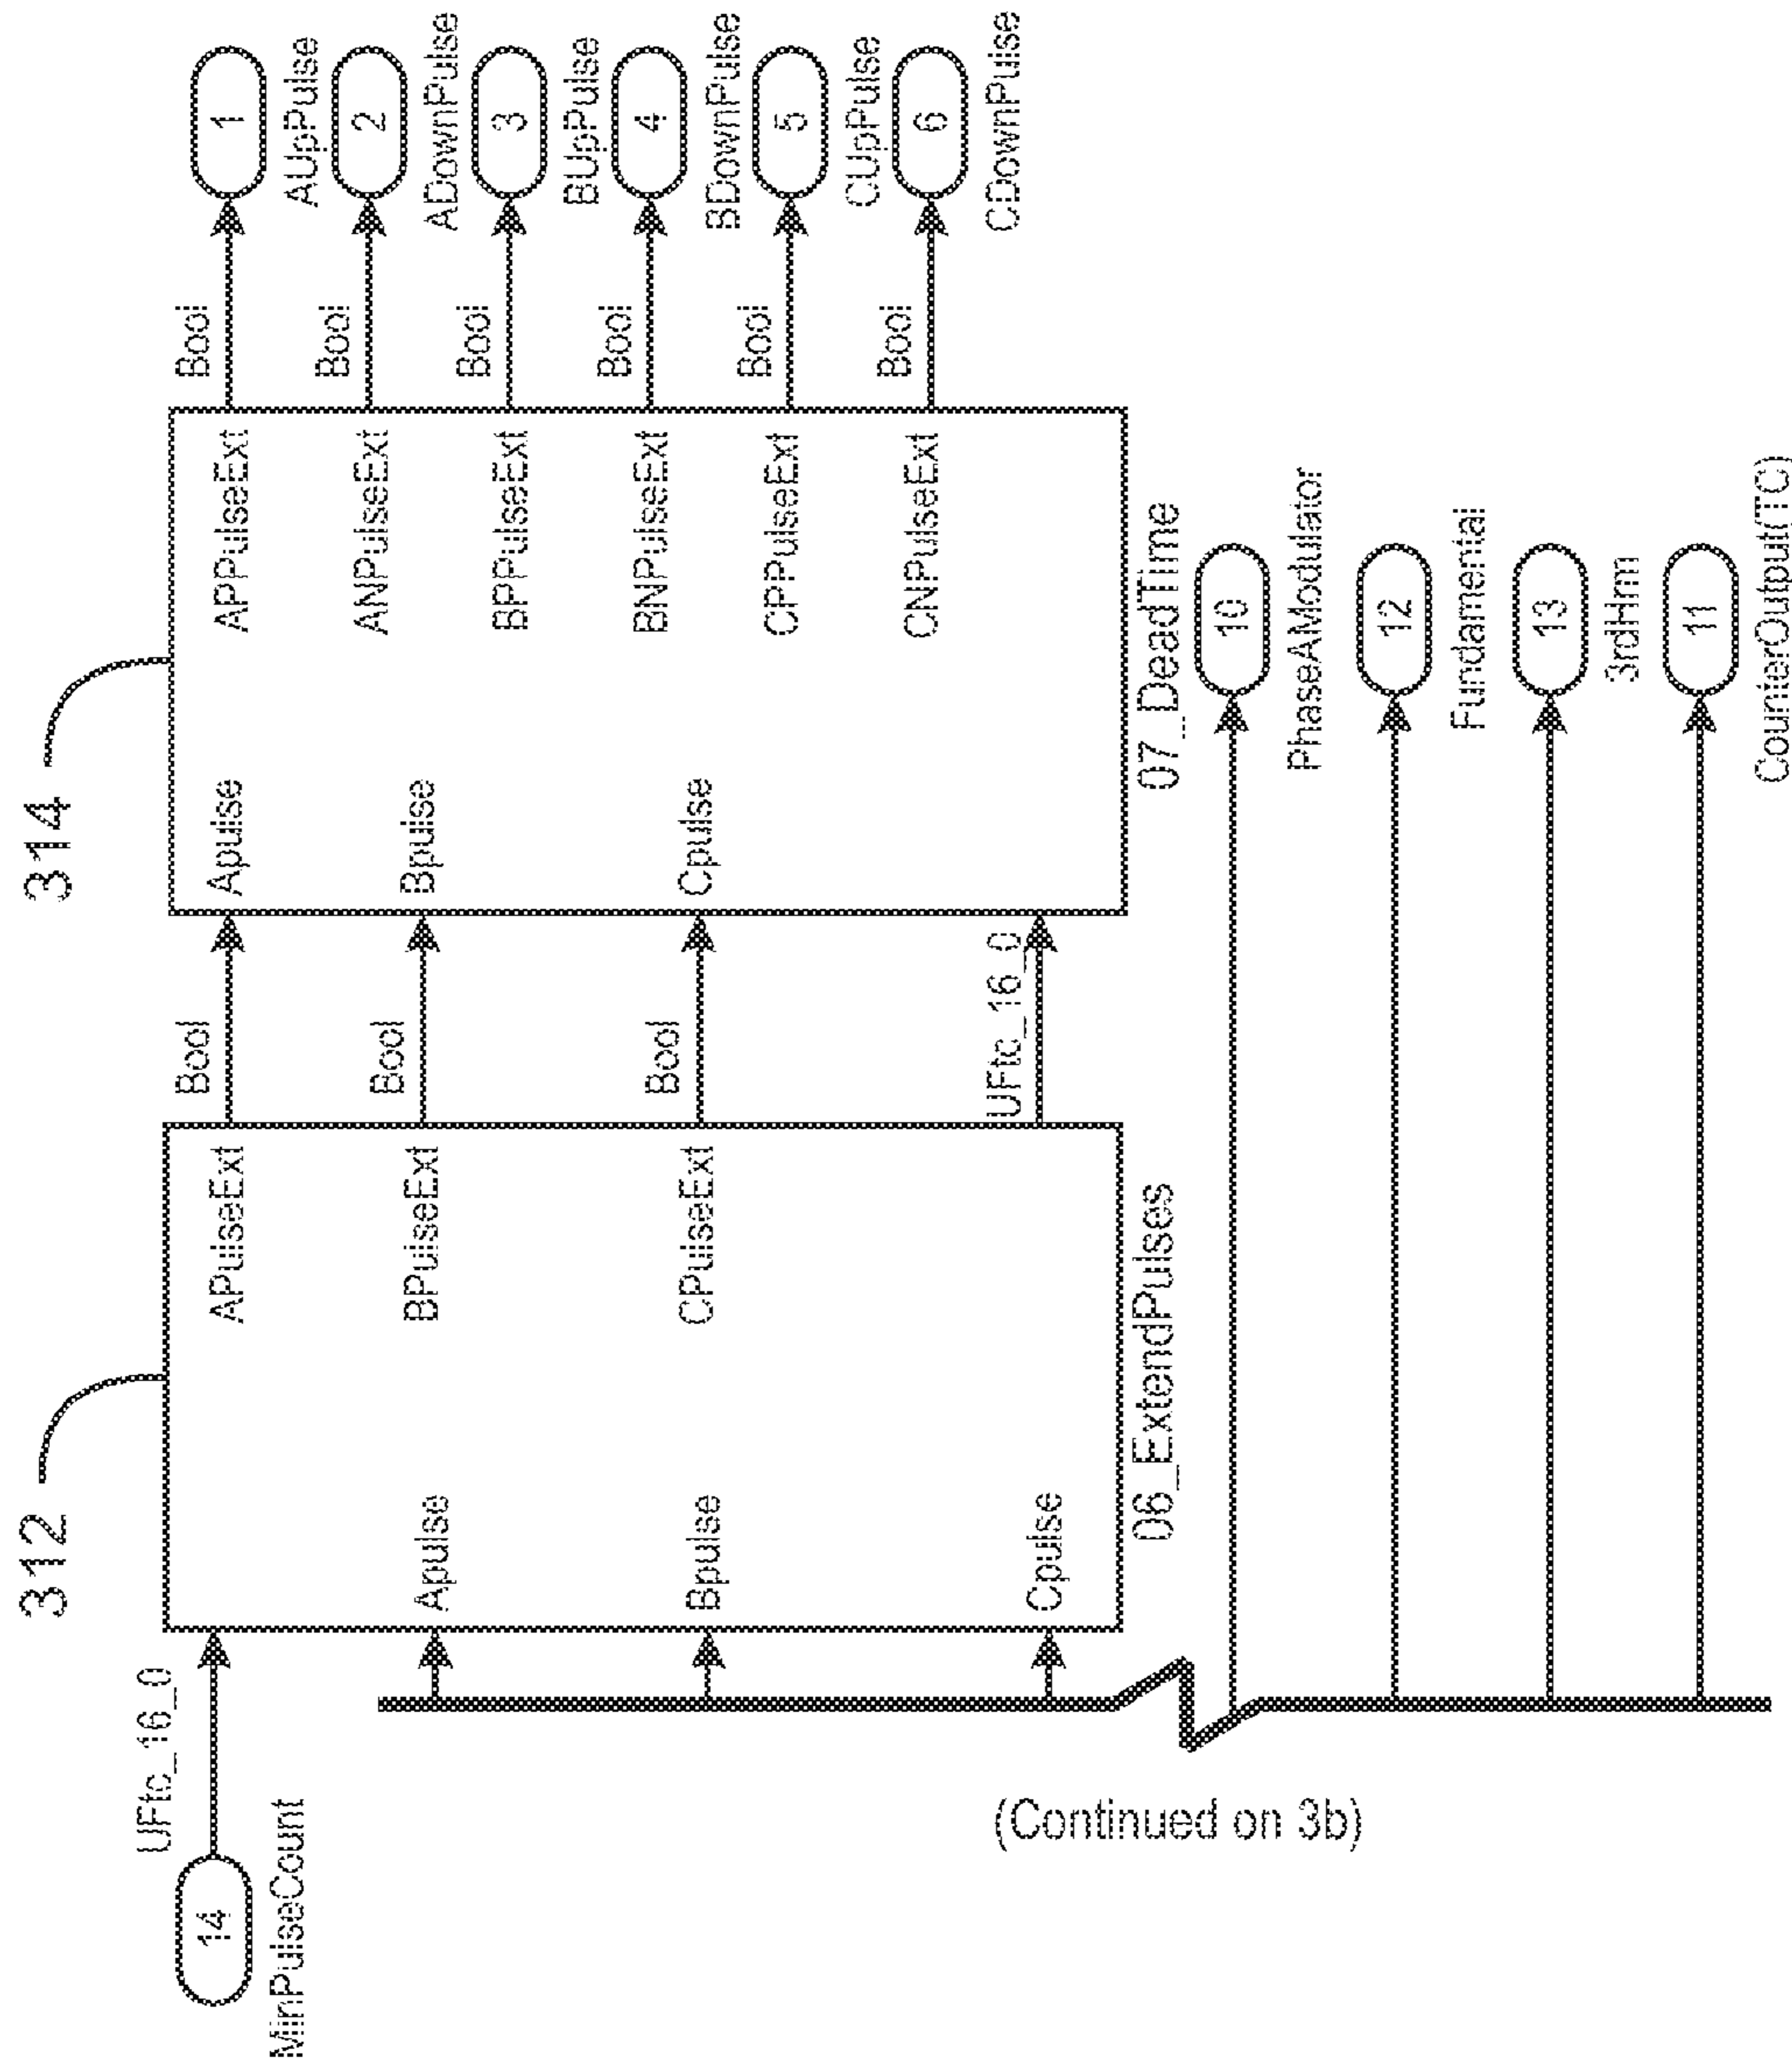 312
314
14
MinPulseCount
UFtc_16_0
Apulse
Bpulse
Cpulse
APulseExt
BPulseExt
CPulseExt
06_ExtendPulses
Bool
Bool
Bool
UFtc_16_0
Apulse
Bpulse
Cpulse
APPulseExt
ANPulseExt
BPPulseExt
BNPulseExt
CPPulseExt
CNPulseExt
07_DeadTime
Bool
Bool
Bool
Bool
Bool
Bool
1
AUpPulse
2
ADownPulse
3
BUpPulse
4
BDownPulse
5
CUpPulse
6
CDownPulse
10
PhaseAModulator
12
Fundamental
13
3rdHrm
11
CounterOutput(TC)
(Continued on 3b)